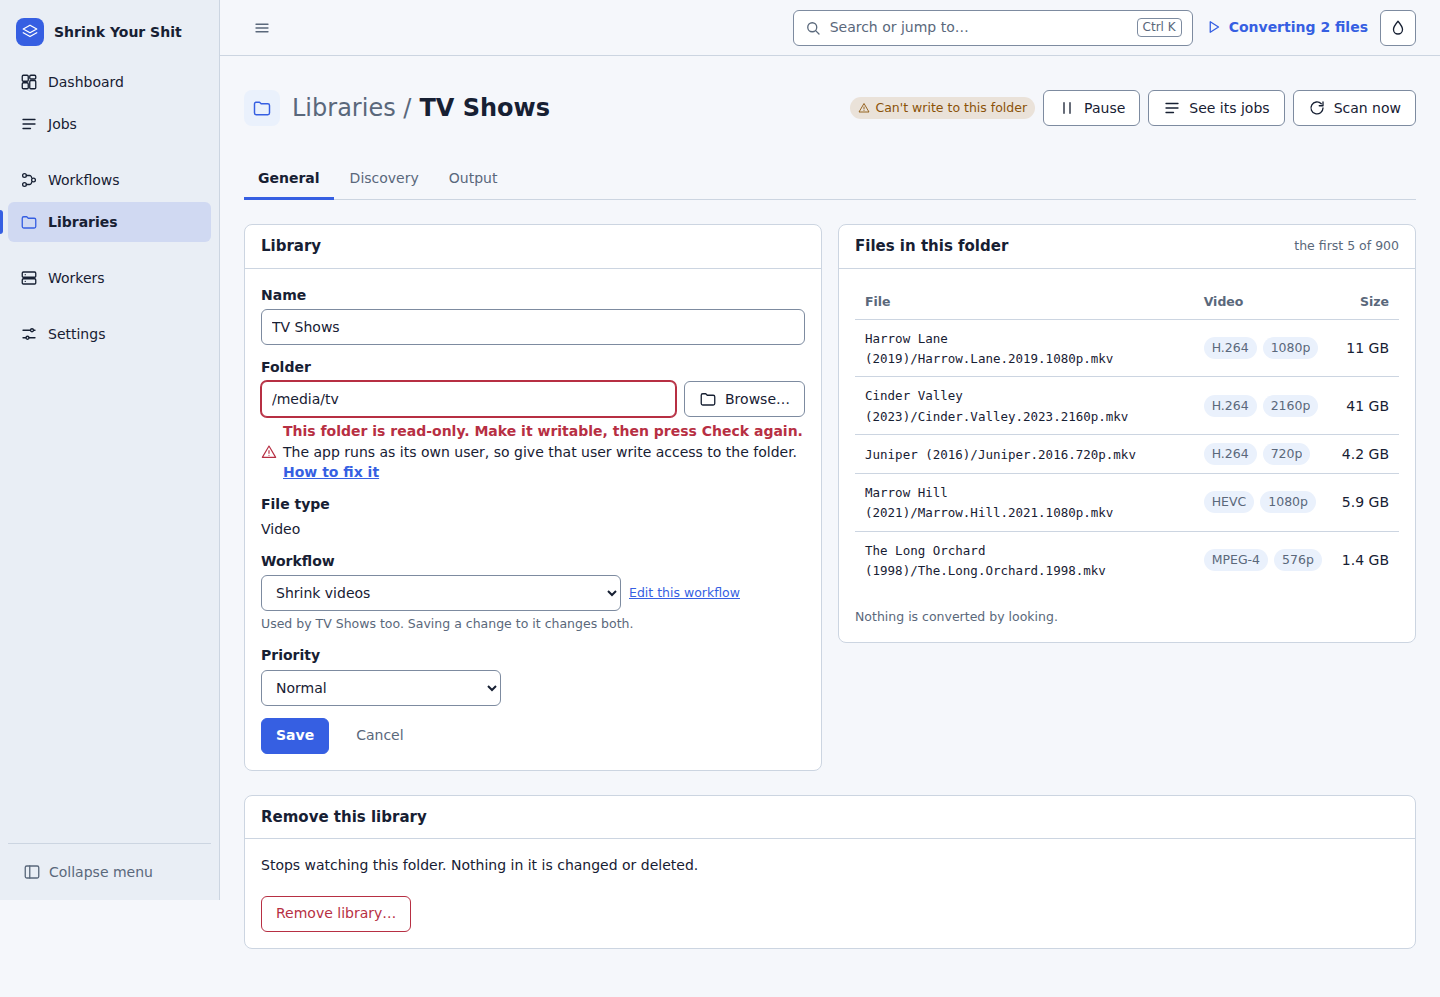 Shrink Your Shit
Dashboard
Jobs
Workflows
Libraries
Workers
Settings
Collapse menu
Search or jump to…
Ctrl K
Converting 2 files
Libraries / TV Shows
Can't write to this folder
Pause
See its jobs
Scan now
General
Discovery
Output
Library
Name
TV Shows
Folder
/media/tv
Browse…
This folder is read-only. Make it writable, then press Check again.
The app runs as its own user, so give that user write access to the folder.
How to fix it
File type
Video
Workflow
Shrink videos
Edit this workflow
Used by TV Shows too. Saving a change to it changes both.
Priority
Normal
Save
Cancel
Files in this folder
the first 5 of 900
File Video Size
Harrow Lane
(2019)/Harrow.Lane.2019.1080p.mkv
H.264 1080p 11 GB
Cinder Valley
(2023)/Cinder.Valley.2023.2160p.mkv
H.264 2160p 41 GB
Juniper (2016)/Juniper.2016.720p.mkv
H.264 720p 4.2 GB
Marrow Hill
(2021)/Marrow.Hill.2021.1080p.mkv
HEVC 1080p 5.9 GB
The Long Orchard
(1998)/The.Long.Orchard.1998.mkv
MPEG-4 576p 1.4 GB
Nothing is converted by looking.
Remove this library
Stops watching this folder. Nothing in it is changed or deleted.
Remove library…